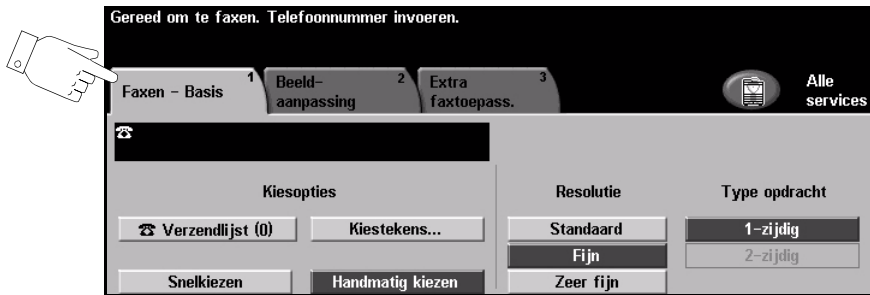 Gereed om te faxen. Telefoonnummer invoeren.
Faxen - Basis 1
Beeld-
aanpassing 2
Extra
faxtoepass. 3
Alle
services
Kiesopties
Resolutie
Type opdracht
Verzendlijst (0)
Kiestekens...
Standaard
1-zijdig
Fijn
2-zijdig
Snelkiezen
Handmatig kiezen
Zeer fijn